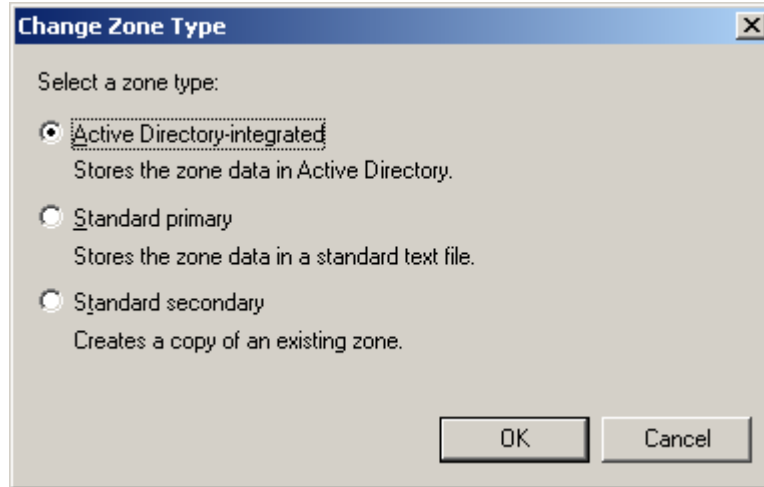 Change Zone Type
Select a zone type:
Active Directory-integrated
Stores the zone data in Active Directory.
Standard primary
Stores the zone data in a standard text file.
Standard secondary
Creates a copy of an existing zone.
OK Cancel